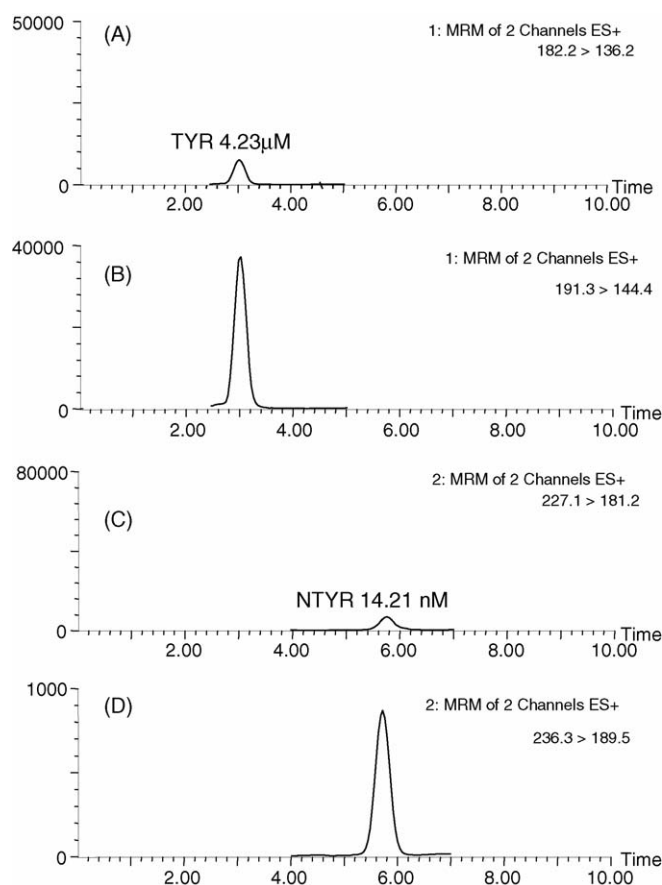 50000
(A)
1: MRM of 2 Channels ES+
182.2 > 136.2
TYR 4.23μM
0
Time
2.00 4.00 6.00 8.00 10.00
40000
(B)
1: MRM of 2 Channels ES+
191.3 > 144.4
0
Time
2.00 4.00 6.00 8.00 10.00
80000
(C)
2: MRM of 2 Channels ES+
227.1 > 181.2
NTYR 14.21 nM
0
Time
2.00 4.00 6.00 8.00 10.00
1000
(D)
2: MRM of 2 Channels ES+
236.3 > 189.5
0
Time
2.00 4.00 6.00 8.00 10.00